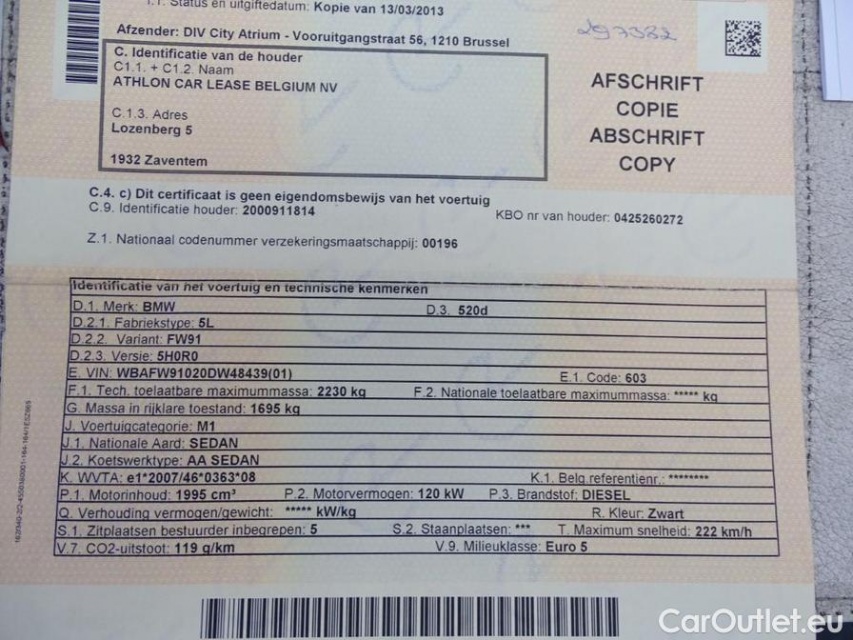 1.1. Status en uitgiftedatum: Kopie van 13/03/2013
Afzender: DIV City Atrium - Vooruitgangstraat 56, 1210 Brussel
297382
C. Identificatie van de houder
C1.1. + C1.2. Naam
ATHLON CAR LEASE BELGIUM NV
C.1.3. Adres
Lozenberg 5
1932 Zaventem
AFSCHRIFT
COPIE
ABSCHRIFT
COPY
C.4. c) Dit certificaat is geen eigendomsbewijs van het voertuig
C.9. Identificatie houder: 2000911814
KBO nr van houder: 0425260272
Z.1. Nationaal codenummer verzekeringsmaatschappij: 00196
Identificatie van het voertuig en technische kenmerken
D.1. Merk: BMW D.3. 520d
D.2.1. Fabriekstype: 5L
D.2.2. Variant: FW91
D.2.3. Versie: 5H0R0
E. VIN: WBAFW91020DW48439(01) E.1. Code: 603
F.1. Tech. toelaatbare maximummassa: 2230 kg F.2. Nationale toelaatbare maximummassa: ***** kg
G. Massa in rijklare toestand: 1695 kg
J. Voertuigcategorie: M1
J.1. Nationale Aard: SEDAN
J.2. Koetswerktype: AA SEDAN
K. WVTA: e1*2007/46*0363*08 K.1. Belg.referentienr.: ********
P.1. Motorinhoud: 1995 cm³ P.2. Motorvermogen: 120 kW P.3. Brandstof: DIESEL
Q. Verhouding vermogen/gewicht: ***** kW/kg R. Kleur: Zwart
S.1. Zitplaatsen bestuurder inbegrepen: 5 S.2. Staanplaatsen: *** T. Maximum snelheid: 222 km/h
V.7. CO2-uitstoot: 119 g/km V.9. Milieuklasse: Euro 5
CarOutlet.eu